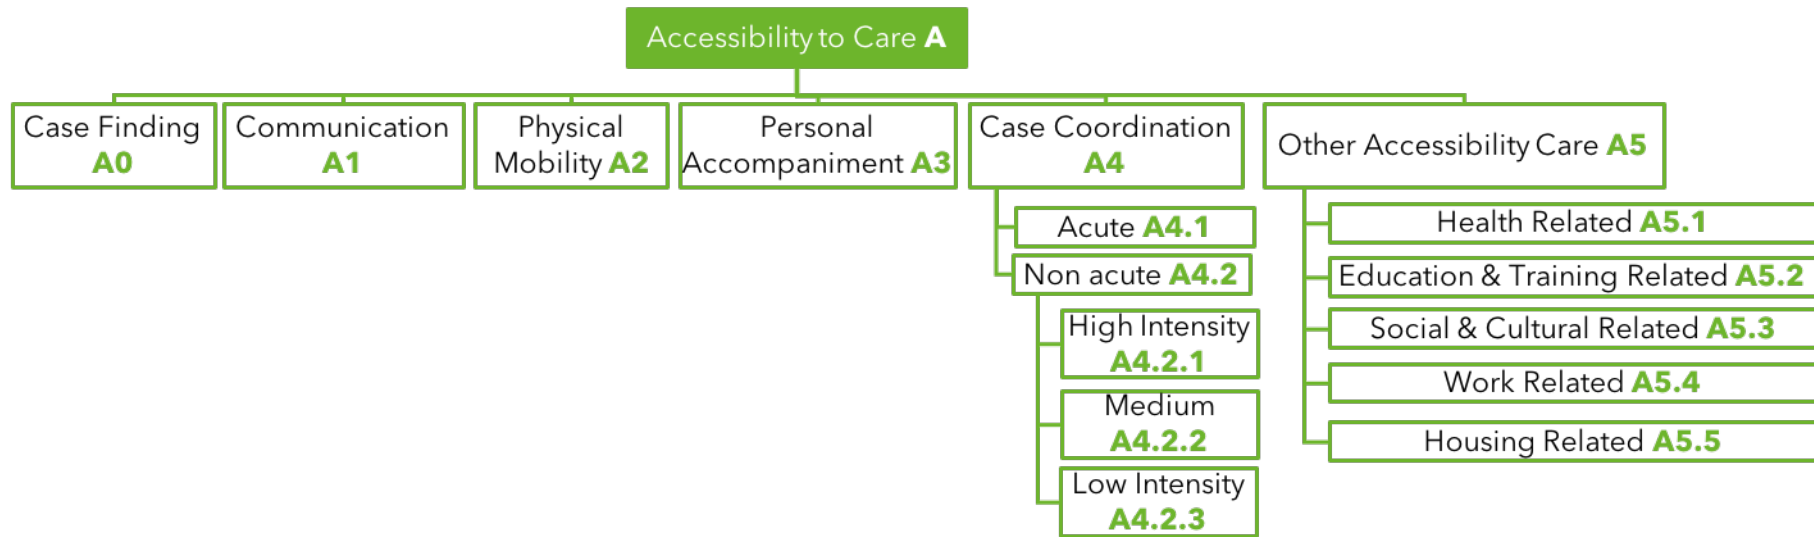 Accessibility to Care A
Case Finding
A0
Communication
A1
Physical
Mobility A2
Personal
Accompaniment A3
Case Coordination
A4
Other Accessibility Care A5
Acute A4.1
Non acute A4.2
High Intensity
A4.2.1
Medium
A4.2.2
Low Intensity
A4.2.3
Health Related A5.1
Education & Training Related A5.2
Social & Cultural Related A5.3
Work Related A5.4
Housing Related A5.5